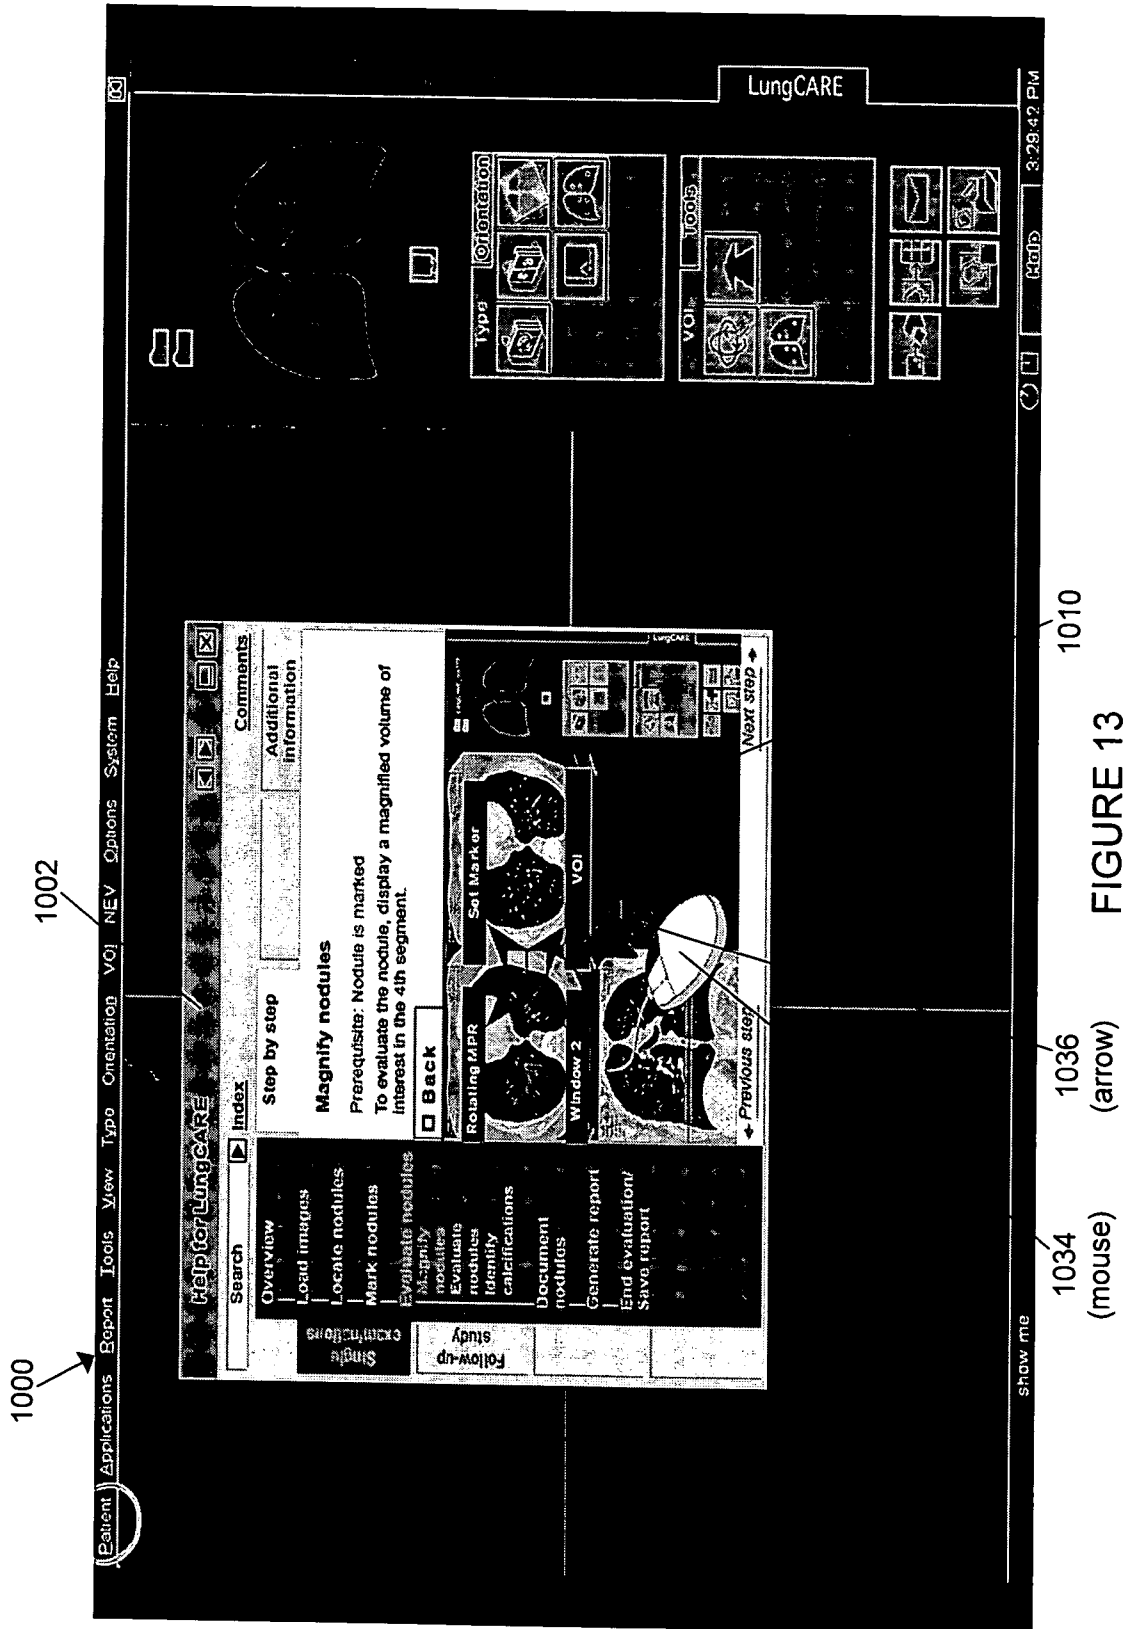 1000
1002
Patient Applications Report Tools View Typo Orientation VOI NEV Options System Help
Help for LungCARE
Search
Index
Comments
Single examinations
Follow-up study
Overview
Load images
Locate nodules
Mark nodules
Evaluate nodules
Magnify
nodules
Evaluate
nodules
Identify
calcifications
Document
nodules
Generate report
End evaluation/
Save report
Step by step
Additional
information
Magnify nodules
Prerequisite: Nodule is marked
To evaluate the nodule, display a magnified volume of
interest in the 4th segment.
Back
Rotating MPR
Set Marker
Window 2
VOI
LungCARE
Previous step
Next step
Type
Orientation
VOI
Tools
LungCARE
show me
Help
3:29:42 PM
1034
(mouse)
1036
(arrow)
1010
FIGURE 13